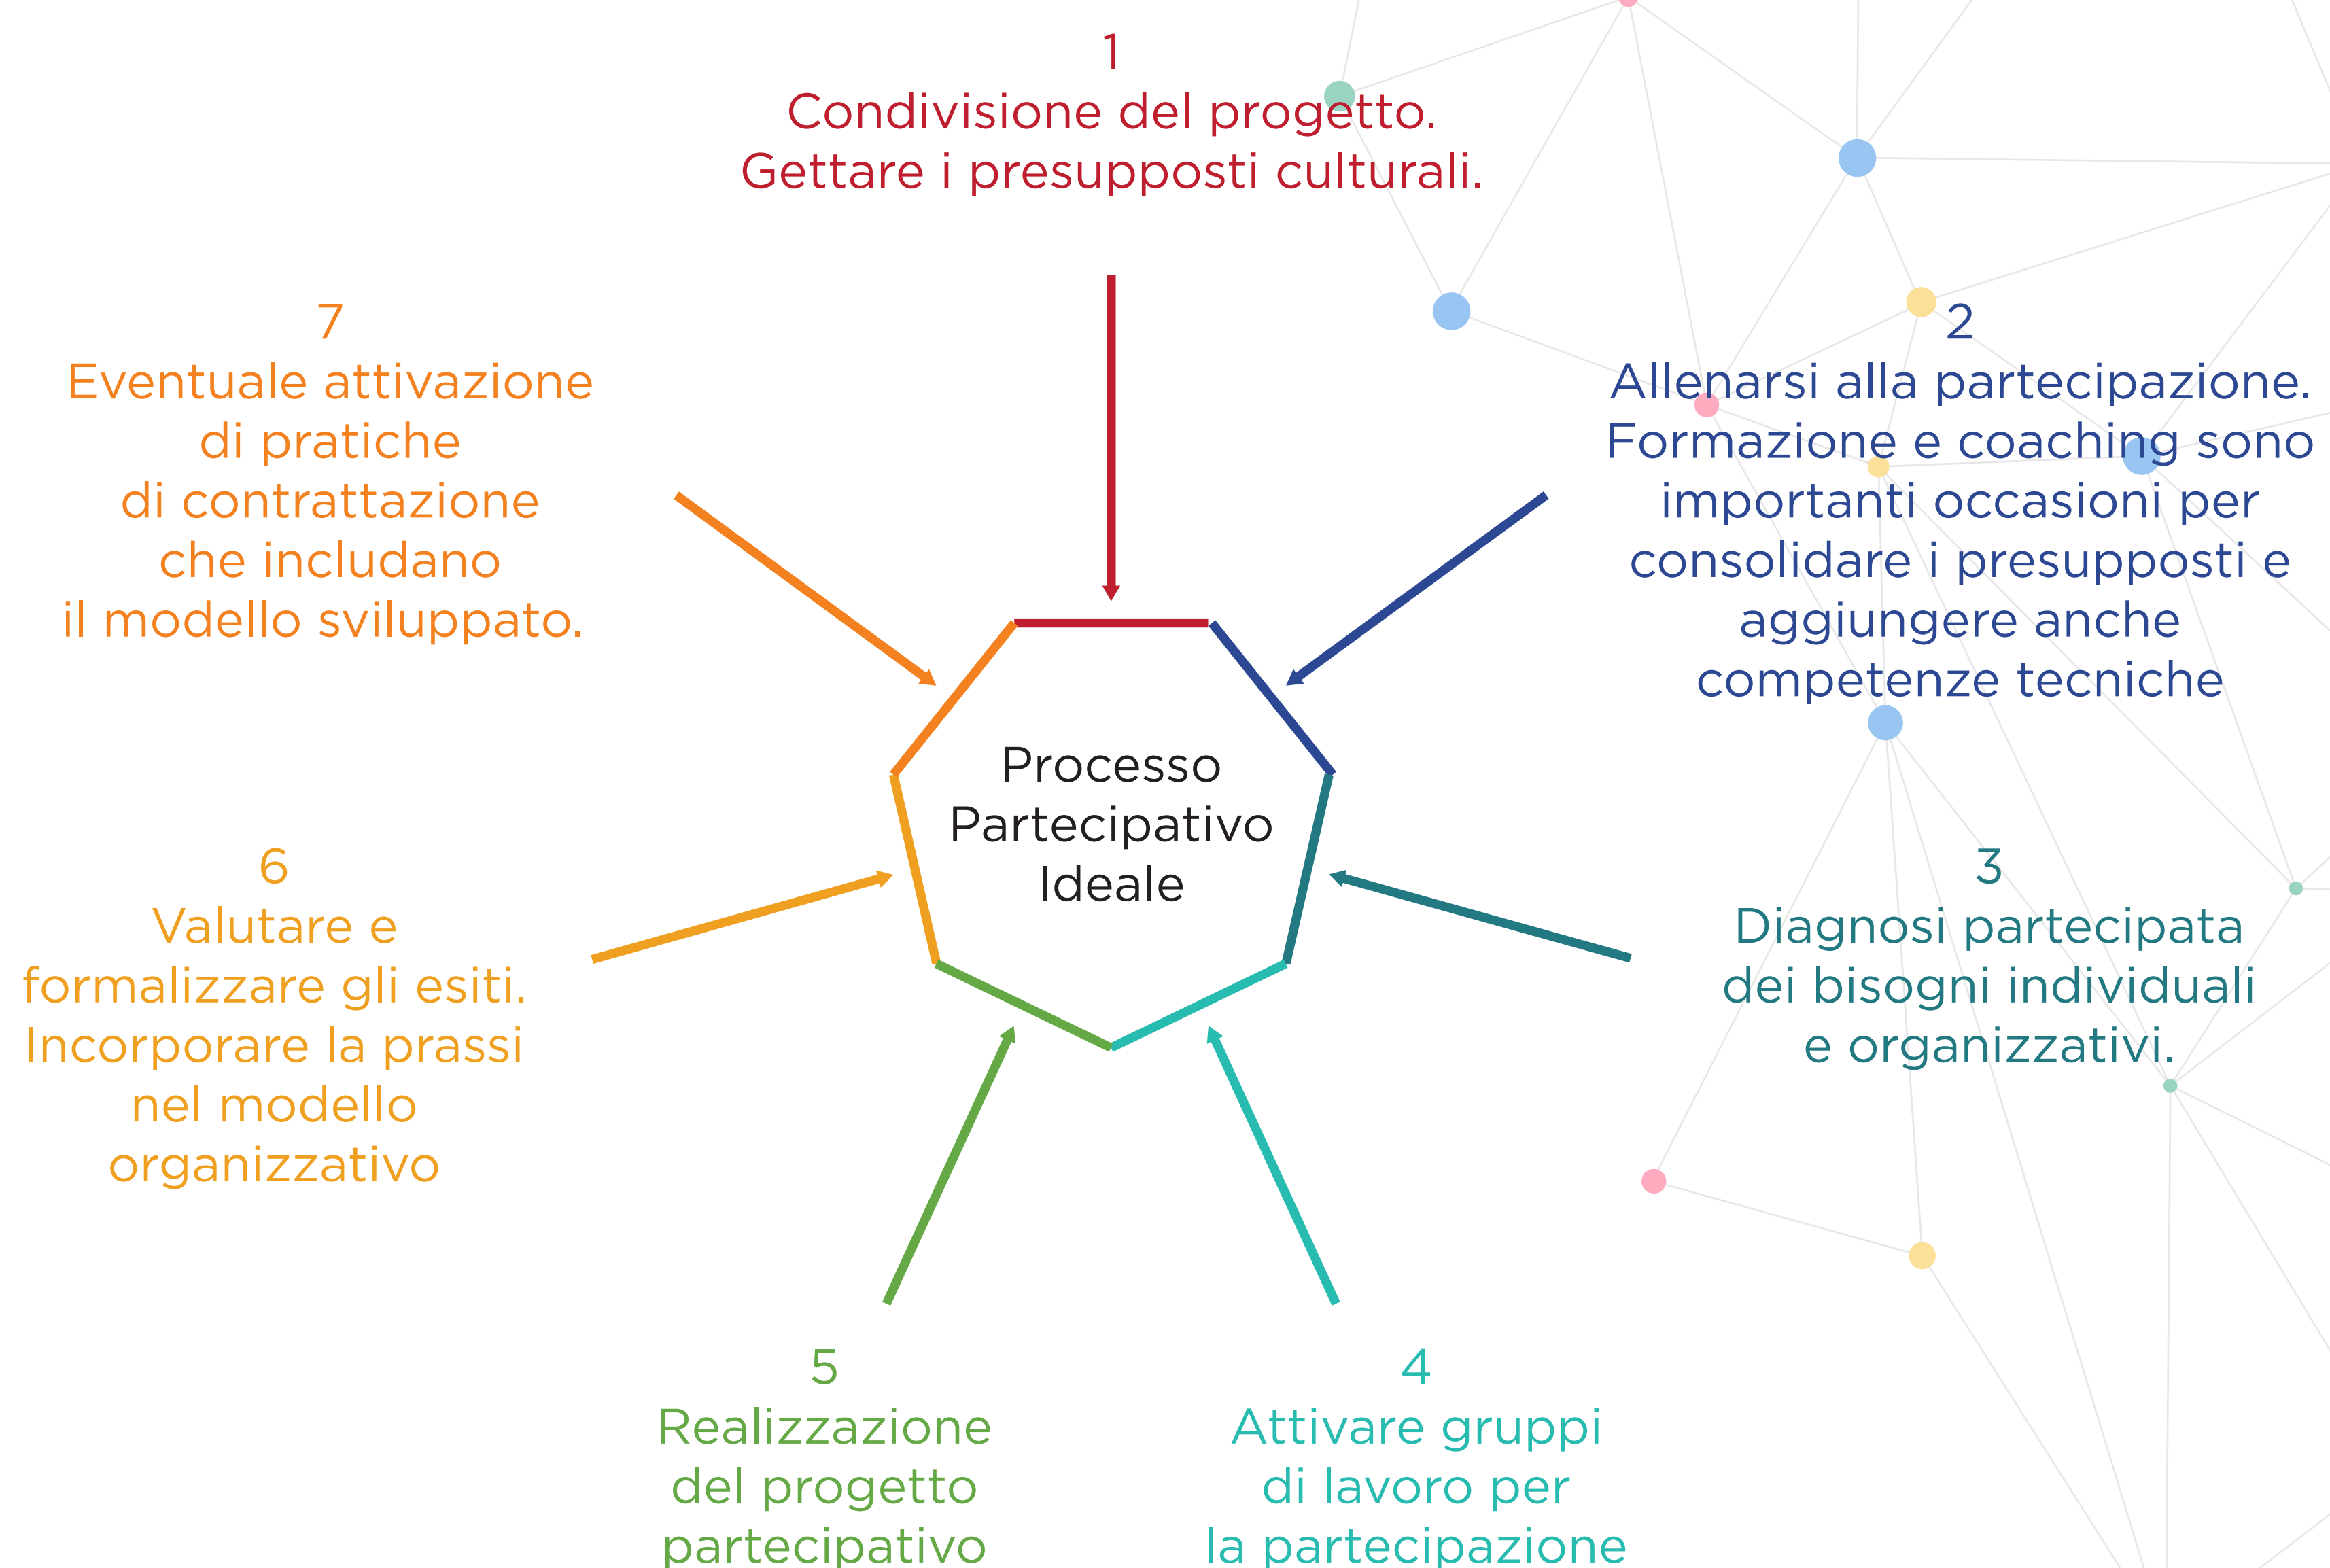 1
Condivisione del progetto.
Gettare i presupposti culturali.
2
Allenarsi alla partecipazione.
Formazione e coaching sono
importanti occasioni per
consolidare i presupposti e
aggiungere anche
competenze tecniche
3
Diagnosi partecipata
dei bisogni individuali
e organizzativi.
4
Attivare gruppi
di lavoro per
la partecipazione
5
Realizzazione
del progetto
partecipativo
6
Valutare e
formalizzare gli esiti.
Incorporare la prassi
nel modello
organizzativo
7
Eventuale attivazione
di pratiche
di contrattazione
che includano
il modello sviluppato.
Processo
Partecipativo
Ideale